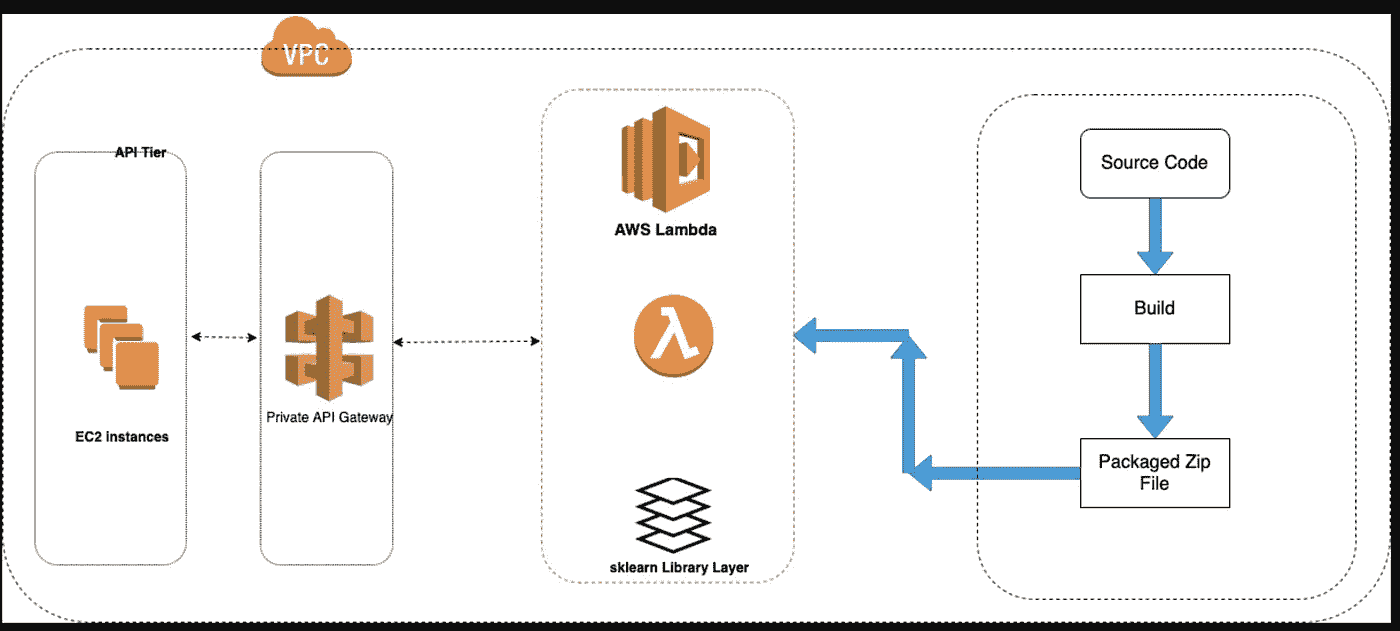 VPC
API Tier
EC2 instances
Private API Gateway
AWS Lambda
λ
sklearn Library Layer
Source Code
Build
Packaged Zip
File